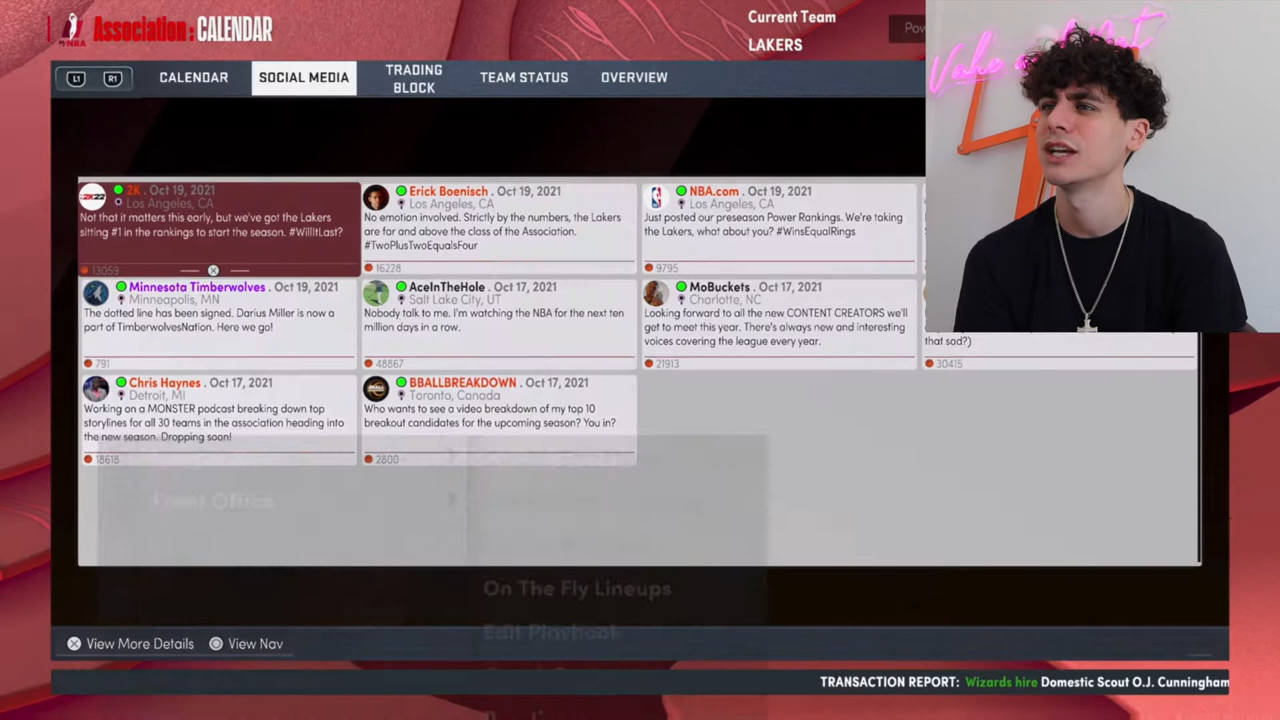 NBA
Association: CALENDAR
Current Team
LAKERS
Pow
L1 R1
CALENDAR
SOCIAL MEDIA
TRADING
BLOCK
TEAM STATUS
OVERVIEW
2K22
2K . Oct 19, 2021
Los Angeles, CA
Not that it matters this early, but we've got the Lakers
sitting #1 in the rankings to start the season. #WillItLast?
13059
Erick Boenisch . Oct 19, 2021
Los Angeles, CA
No emotion involved. Strictly by the numbers, the Lakers
are far and above the class of the Association.
#TwoPlusTwoEqualsFour
16228
NBA.com . Oct 19, 2021
Los Angeles, CA
Just posted our preseason Power Rankings. We're taking
the Lakers, what about you? #WinsEqualRings
9795
Minnesota Timberwolves . Oct 19, 2021
Minneapolis, MN
The dotted line has been signed. Darius Miller is now a
part of TimberwolvesNation. Here we go!
791
AceInTheHole . Oct 17, 2021
Salt Lake City, UT
Nobody talk to me. I'm watching the NBA for the next ten
million days in a row.
48867
MoBuckets . Oct 17, 2021
Charlotte, NC
Looking forward to all the new CONTENT CREATORS we'll
get to meet this year. There's always new and interesting
voices covering the league every year.
21913
that sad?)
30415
Chris Haynes . Oct 17, 2021
Detroit, MI
Working on a MONSTER podcast breaking down top
storylines for all 30 teams in the association heading into
the new season. Dropping soon!
18618
BBALLBREAKDOWN . Oct 17, 2021
Toronto, Canada
Who wants to see a video breakdown of my top 10
breakout candidates for the upcoming season? You in?
2800
Front Office
On The Fly Lineups
Edit Playbook
View More Details
View Nav
TRANSACTION REPORT: Wizards hire Domestic Scout O.J. Cunningham